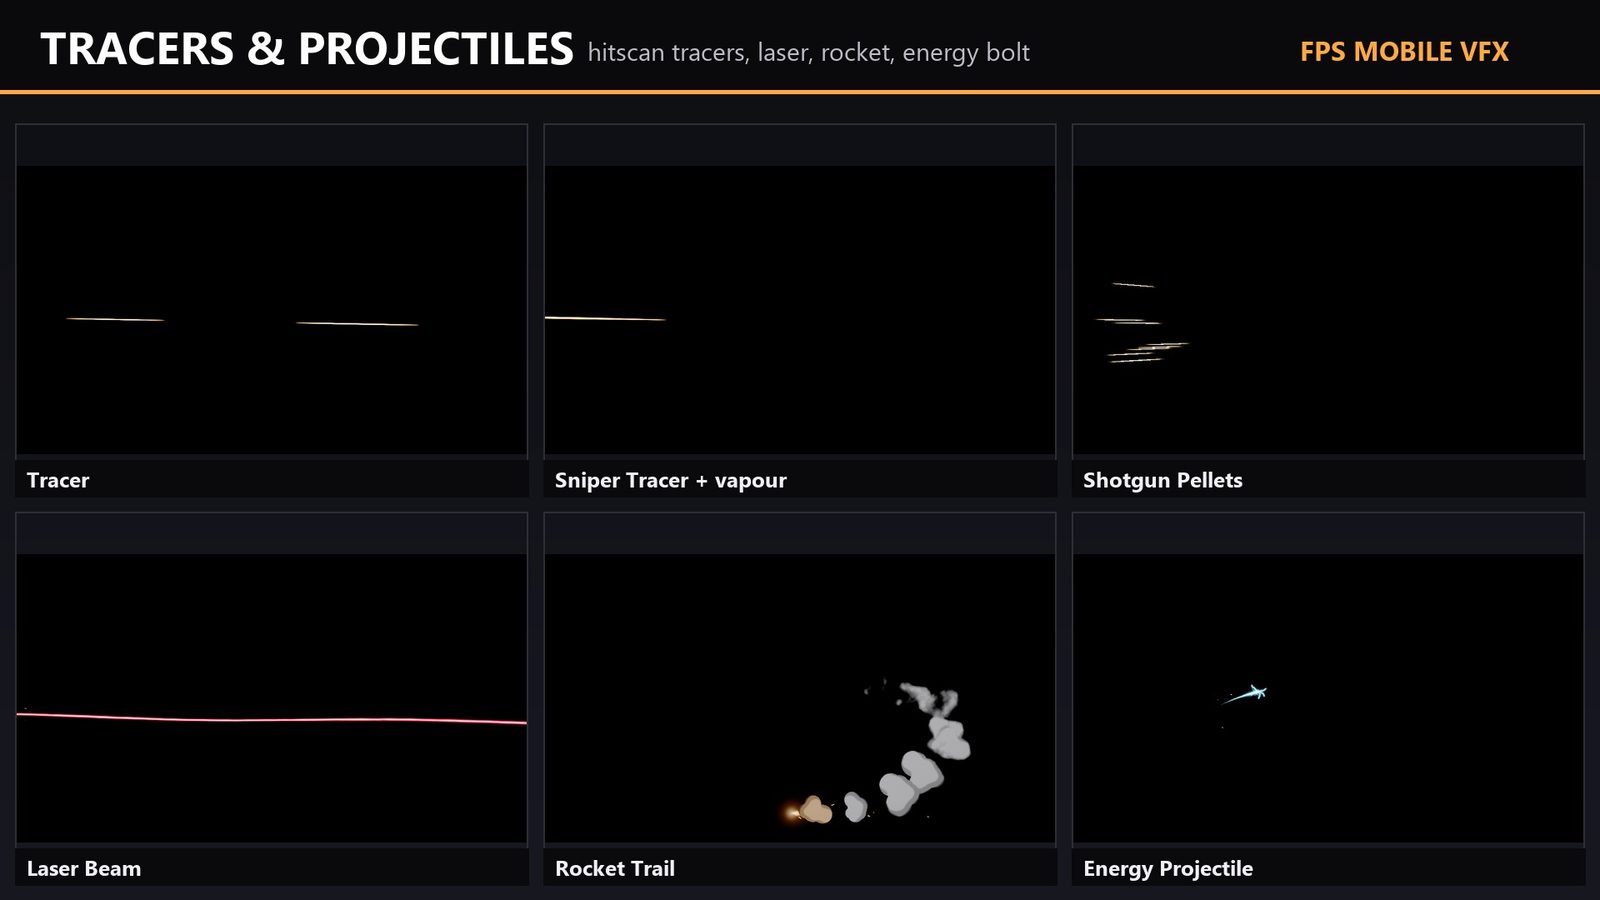 TRACERS & PROJECTILES hitscan tracers, laser, rocket, energy bolt FPS MOBILE VFX
Tracer
Sniper Tracer + vapour
Shotgun Pellets
Laser Beam
Rocket Trail
Energy Projectile